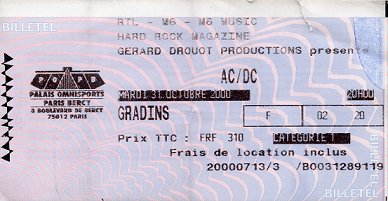 BILLETEL
RTL - M6 - M6 MUSIC
BILLETEL
HARD ROCK MAGAZINE
GERARD DROUOT PRODUCTIONS presente
AC/DC
MARDI 31 OCTOBRE 2000 20H00
PALAIS OMNISPORTS
PARIS BERCY
8 BOULEVARD DE BERCY
75012 PARIS
GRADINS F 02 20
Prix TTC : FRF 310 CATEGORIE 1
Frais de location inclus
20000713/3 /B0031289119
BILLETEL